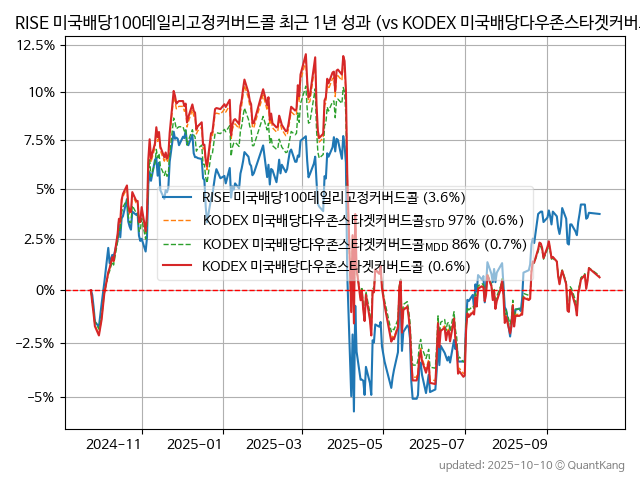 RISE 미국배당100데일리고정커버드콜 최근 1년 성과 (vs KODEX 미국배당다우존스타겟커버드
12.5%
10%
7.5%
5%
2.5%
0%
−2.5%
−5%
RISE 미국배당100데일리고정커버드콜 (3.6%)
KODEX 미국배당다우존스타겟커버드콜STD 97% (0.6%)
KODEX 미국배당다우존스타겟커버드콜MDD 86% (0.7%)
KODEX 미국배당다우존스타겟커버드콜 (0.6%)
2024-11 2025-01 2025-03 2025-05 2025-07 2025-09
updated: 2025-10-10 © QuantKang